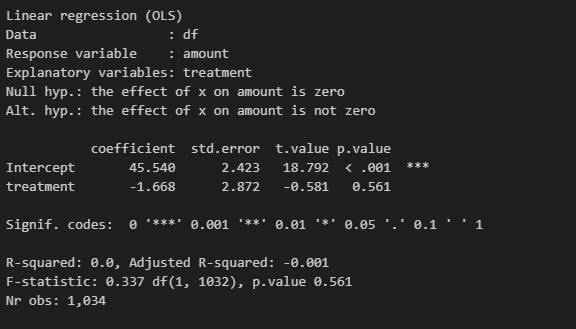 Linear regression (OLS)
Data                 : df
Response variable    : amount
Explanatory variables: treatment
Null hyp.: the effect of x on amount is zero
Alt. hyp.: the effect of x on amount is not zero

           coefficient  std.error  t.value p.value
Intercept       45.540      2.423   18.792  < .001  ***
treatment       -1.668      2.872   -0.581   0.561

Signif. codes:  0 '***' 0.001 '**' 0.01 '*' 0.05 '.' 0.1 ' ' 1

R-squared: 0.0, Adjusted R-squared: -0.001
F-statistic: 0.337 df(1, 1032), p.value 0.561
Nr obs: 1,034